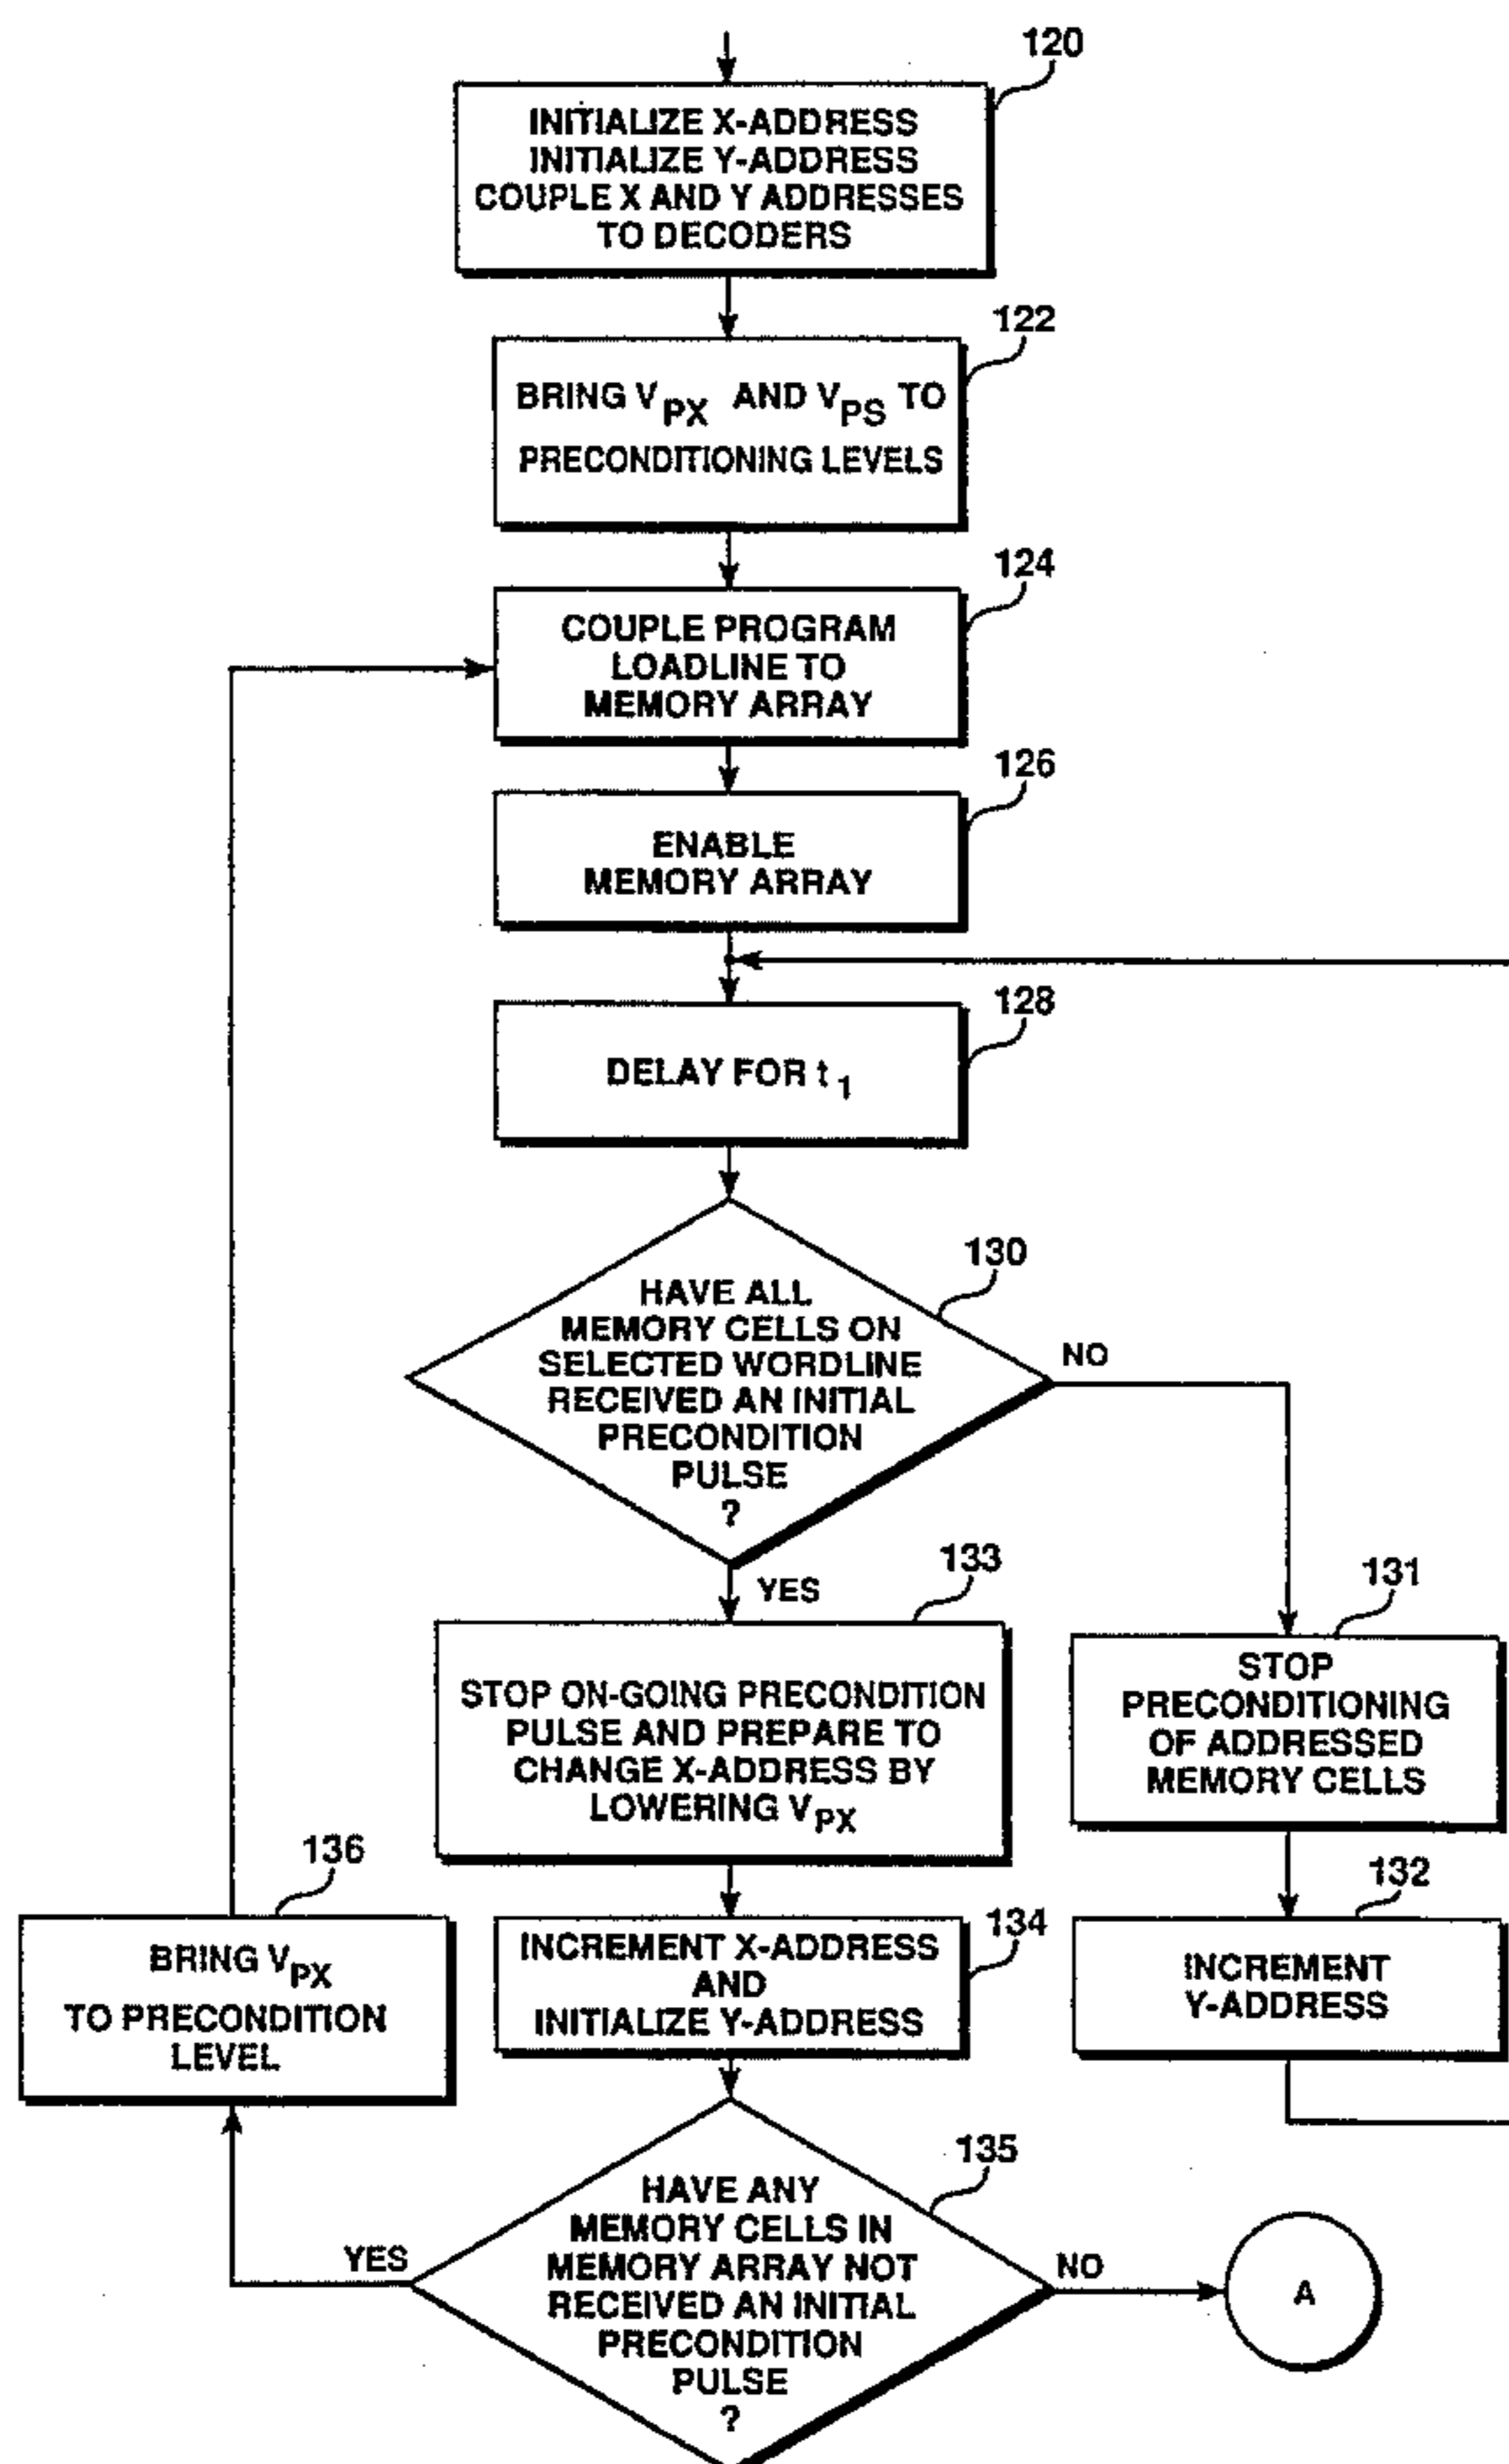 120
INITIALIZE X-ADDRESS
INITIALIZE Y-ADDRESS
COUPLE X AND Y ADDRESSES
TO DECODERS
122
BRING VPX AND VPS TO
PRECONDITIONING LEVELS
124
COUPLE PROGRAM
LOADLINE TO
MEMORY ARRAY
126
ENABLE
MEMORY ARRAY
128
DELAY FOR t1
130
HAVE ALL
MEMORY CELLS ON
SELECTED WORDLINE
RECEIVED AN INITIAL
PRECONDITION
PULSE
?
NO
YES
133
STOP ON-GOING PRECONDITION
PULSE AND PREPARE TO
CHANGE X-ADDRESS BY
LOWERING VPX
131
STOP
PRECONDITIONING
OF ADDRESSED
MEMORY CELLS
136
BRING VPX
TO PRECONDITION
LEVEL
134
INCREMENT X-ADDRESS
AND
INITIALIZE Y-ADDRESS
132
INCREMENT
Y-ADDRESS
135
HAVE ANY
MEMORY CELLS IN
MEMORY ARRAY NOT
RECEIVED AN INITIAL
PRECONDITION
PULSE
?
YES
NO
A